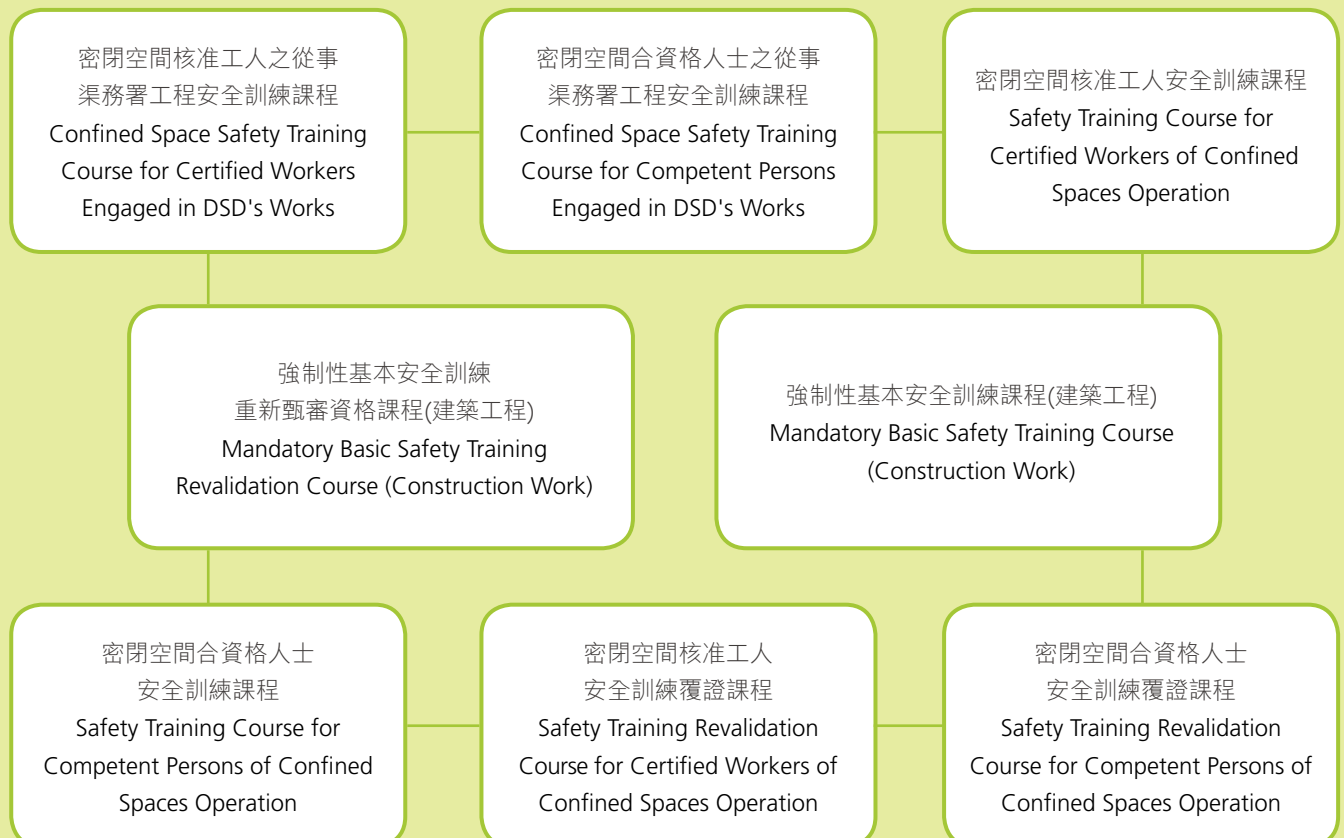 密閉空間核准工人之從事
渠務署工程安全訓練課程
Confined Space Safety Training
Course for Certified Workers
Engaged in DSD's Works
密閉空間合資格人士之從事
渠務署工程安全訓練課程
Confined Space Safety Training
Course for Competent Persons
Engaged in DSD's Works
密閉空間核准工人安全訓練課程
Safety Training Course for
Certified Workers of Confined
Spaces Operation
強制性基本安全訓練
重新甄審資格課程(建築工程)
Mandatory Basic Safety Training
Revalidation Course (Construction Work)
強制性基本安全訓練課程(建築工程)
Mandatory Basic Safety Training Course
(Construction Work)
密閉空間合資格人士
安全訓練課程
Safety Training Course for
Competent Persons of Confined
Spaces Operation
密閉空間核准工人
安全訓練覆證課程
Safety Training Revalidation
Course for Certified Workers of
Confined Spaces Operation
密閉空間合資格人士
安全訓練覆證課程
Safety Training Revalidation
Course for Competent Persons of
Confined Spaces Operation